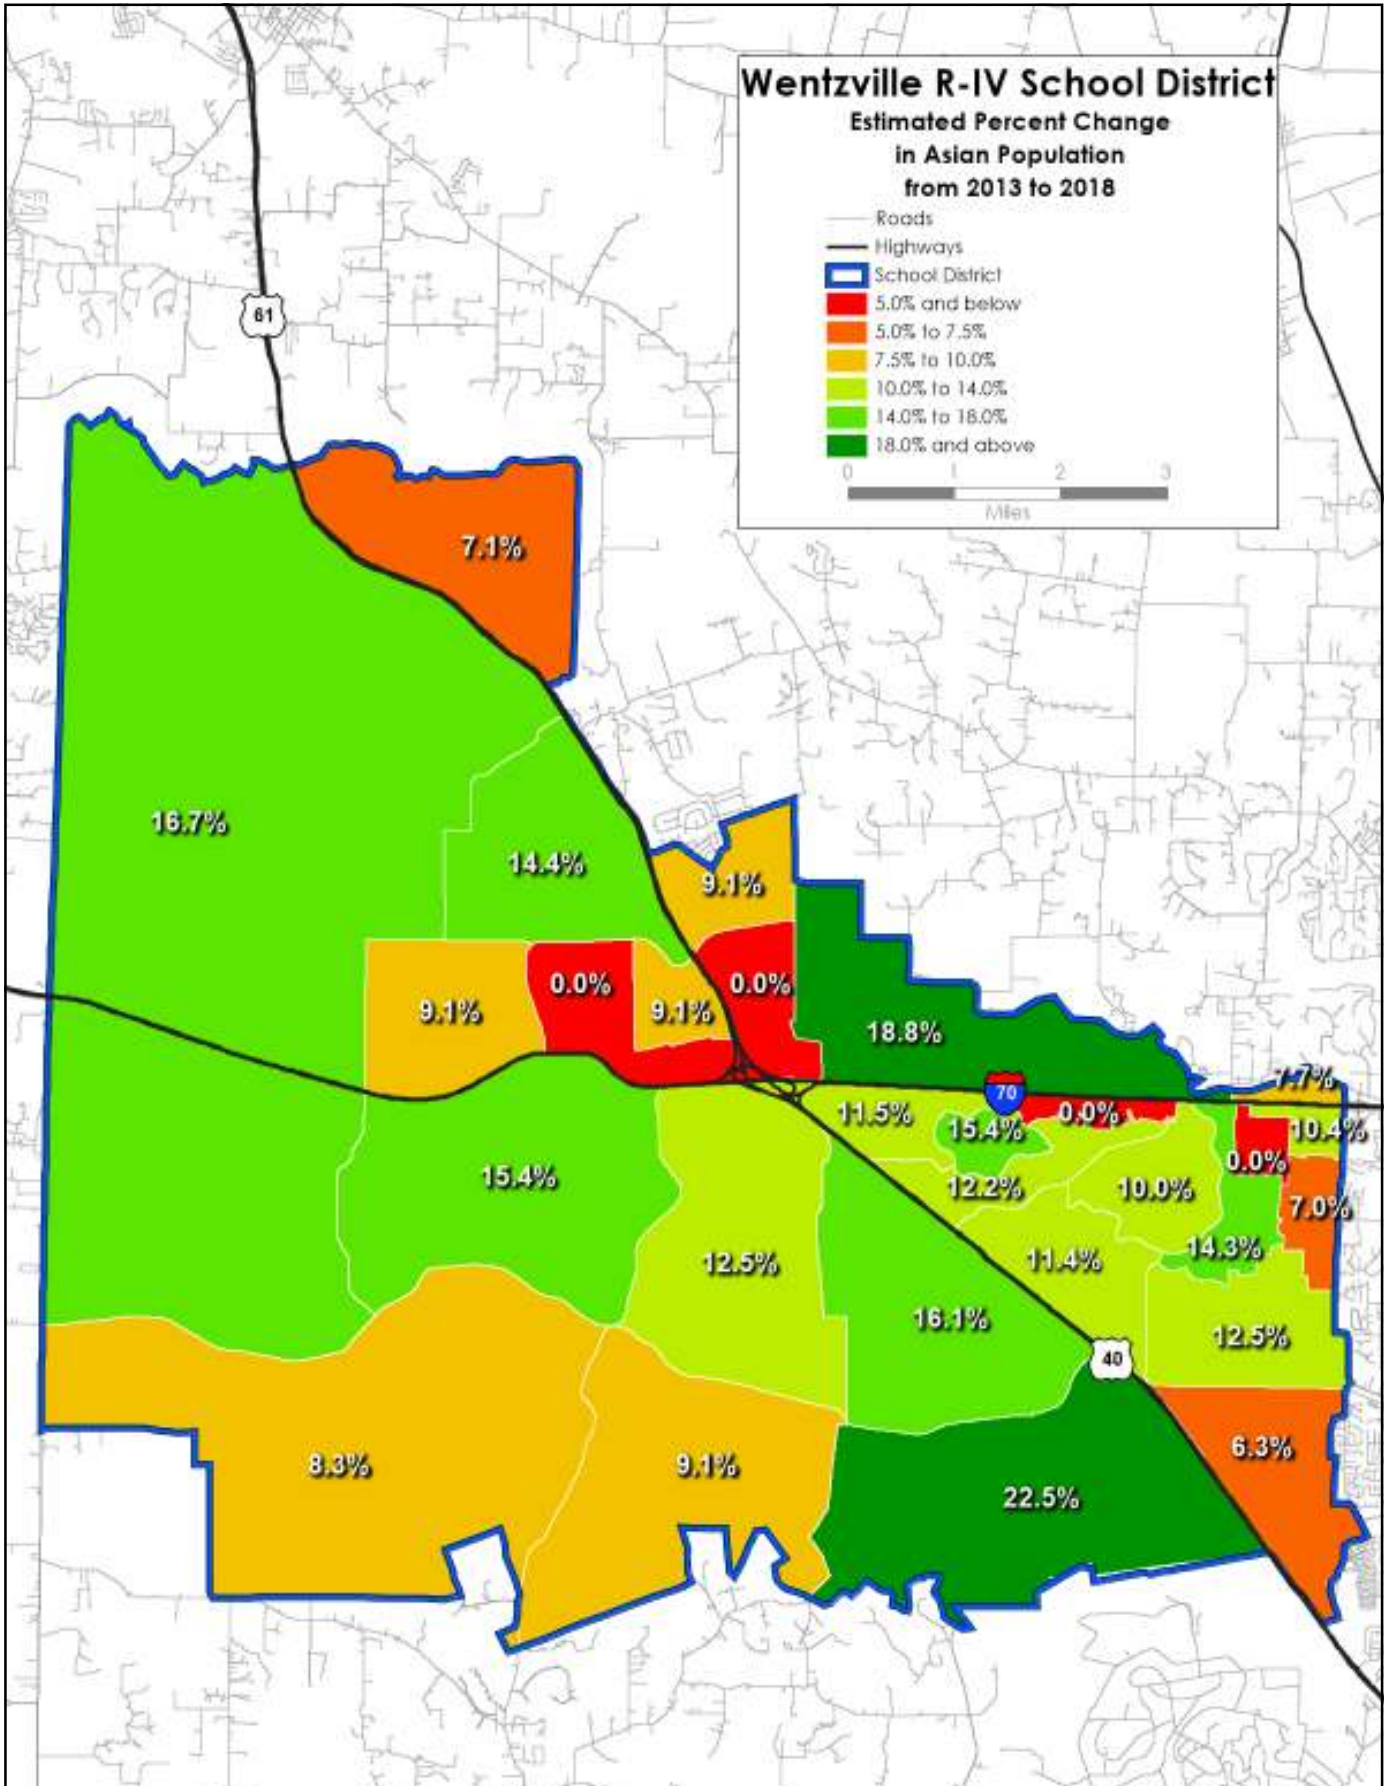 Wentzville R-IV School District
Estimated Percent Change
in Asian Population
from 2013 to 2018
Roads
Highways
School District
5.0% and below
5.0% to 7.5%
7.5% to 10.0%
10.0% to 14.0%
14.0% to 18.0%
18.0% and above
0 1 2 3
Miles
61
7.1%
16.7%
14.4%
9.1%
0.0%
0.0%
9.1%
9.1%
18.8%
7.7%
70
11.5%
15.4%
0.0%
10.4%
0.0%
15.4%
12.2%
10.0%
7.0%
12.5%
11.4%
14.3%
16.1%
12.5%
40
8.3%
9.1%
6.3%
22.5%